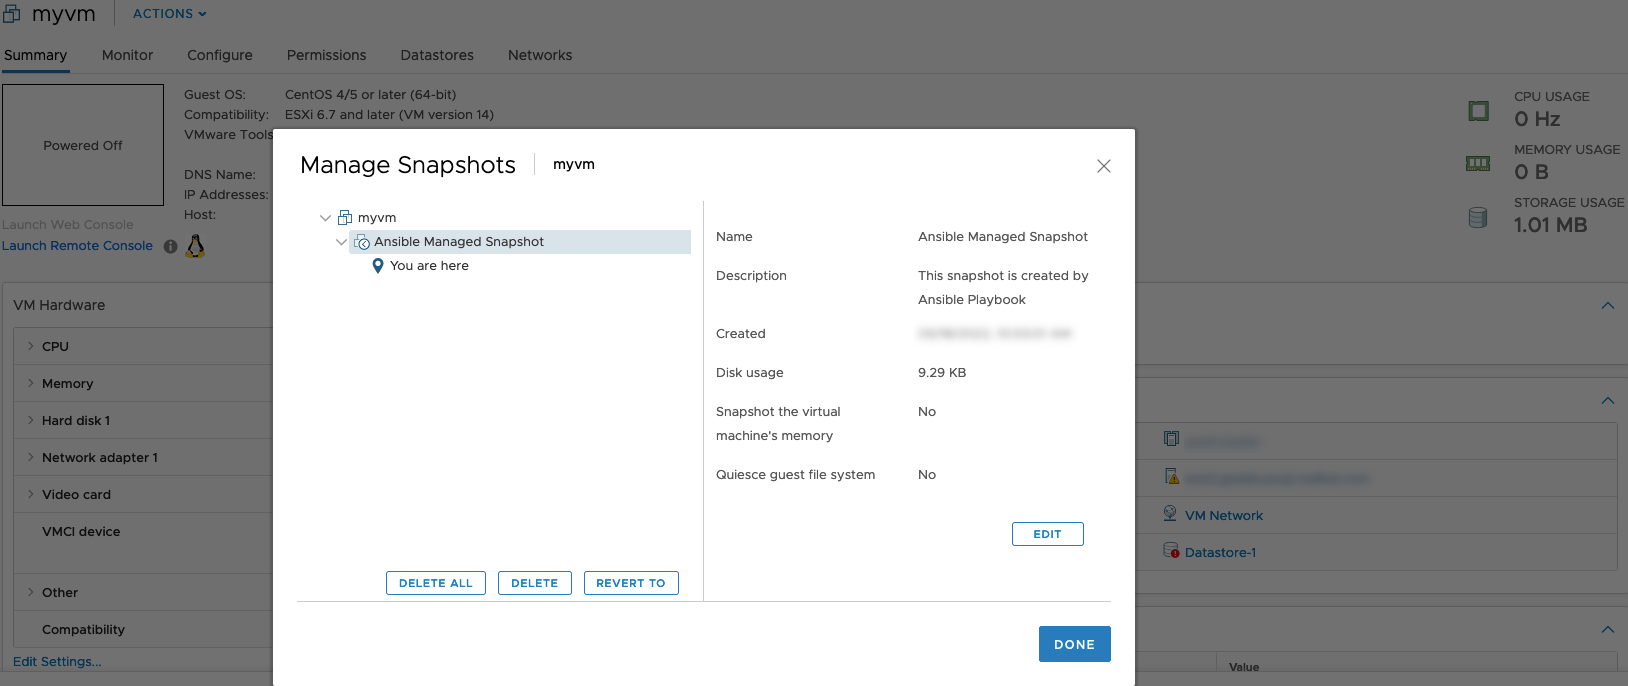 myvm ACTIONS
Summary Monitor Configure Permissions Datastores Networks
Powered Off
Guest OS: CentOS 4/5 or later (64-bit)
Compatibility: ESXi 6.7 and later (VM version 14)
VMware Tools
DNS Name:
IP Addresses:
Host:
Launch Web Console
Launch Remote Console
CPU USAGE
0 Hz
MEMORY USAGE
0 B
STORAGE USAGE
1.01 MB
VM Hardware
CPU
Memory
Hard disk 1
Network adapter 1
Video card
VMCI device
Other
Compatibility
Edit Settings...
Manage Snapshots myvm
myvm
Ansible Managed Snapshot
You are here
DELETE ALL DELETE REVERT TO
Name Ansible Managed Snapshot
Description This snapshot is created by
Ansible Playbook
Created
Disk usage 9.29 KB
Snapshot the virtual No
machine's memory
Quiesce guest file system No
EDIT
DONE
VM Network
Datastore-1
Value